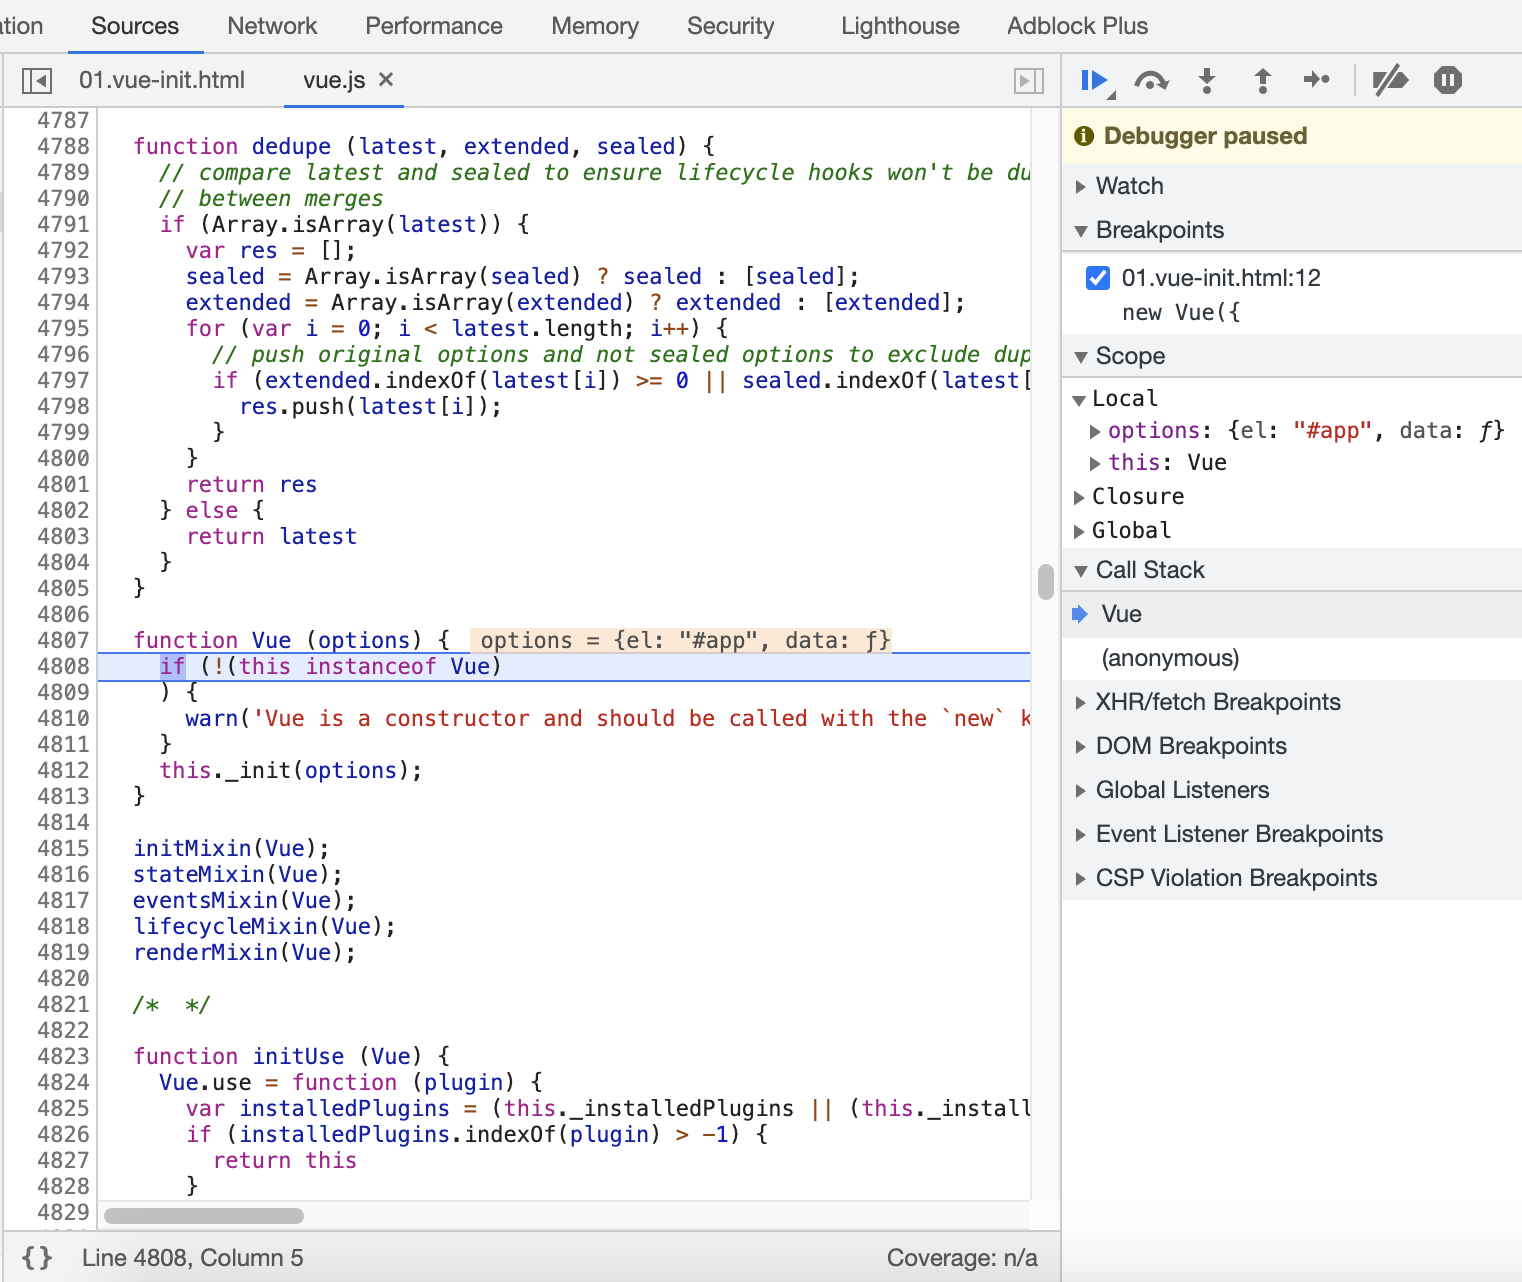 ation Sources Network Performance Memory Security Lighthouse Adblock Plus
01.vue-init.html vue.js ×
4787
4788 function dedupe (latest, extended, sealed) {
4789 // compare latest and sealed to ensure lifecycle hooks won't be du
4790 // between merges
4791 if (Array.isArray(latest)) {
4792 var res = [];
4793 sealed = Array.isArray(sealed) ? sealed : [sealed];
4794 extended = Array.isArray(extended) ? extended : [extended];
4795 for (var i = 0; i < latest.length; i++) {
4796 // push original options and not sealed options to exclude dup
4797 if (extended.indexOf(latest[i]) >= 0 || sealed.indexOf(latest[
4798 res.push(latest[i]);
4799 }
4800 }
4801 return res
4802 } else {
4803 return latest
4804 }
4805 }
4806
4807 function Vue (options) { options = {el: "#app", data: ƒ}
4808 if (!(this instanceof Vue)
4809 ) {
4810 warn('Vue is a constructor and should be called with the `new` k
4811 }
4812 this._init(options);
4813 }
4814
4815 initMixin(Vue);
4816 stateMixin(Vue);
4817 eventsMixin(Vue);
4818 lifecycleMixin(Vue);
4819 renderMixin(Vue);
4820
4821 /*  */
4822
4823 function initUse (Vue) {
4824 Vue.use = function (plugin) {
4825 var installedPlugins = (this._installedPlugins || (this._install
4826 if (installedPlugins.indexOf(plugin) > -1) {
4827 return this
4828 }
4829
{} Line 4808, Column 5 Coverage: n/a
Debugger paused
Watch
Breakpoints
01.vue-init.html:12
new Vue({
Scope
Local
options: {el: "#app", data: ƒ}
this: Vue
Closure
Global
Call Stack
Vue
(anonymous)
XHR/fetch Breakpoints
DOM Breakpoints
Global Listeners
Event Listener Breakpoints
CSP Violation Breakpoints